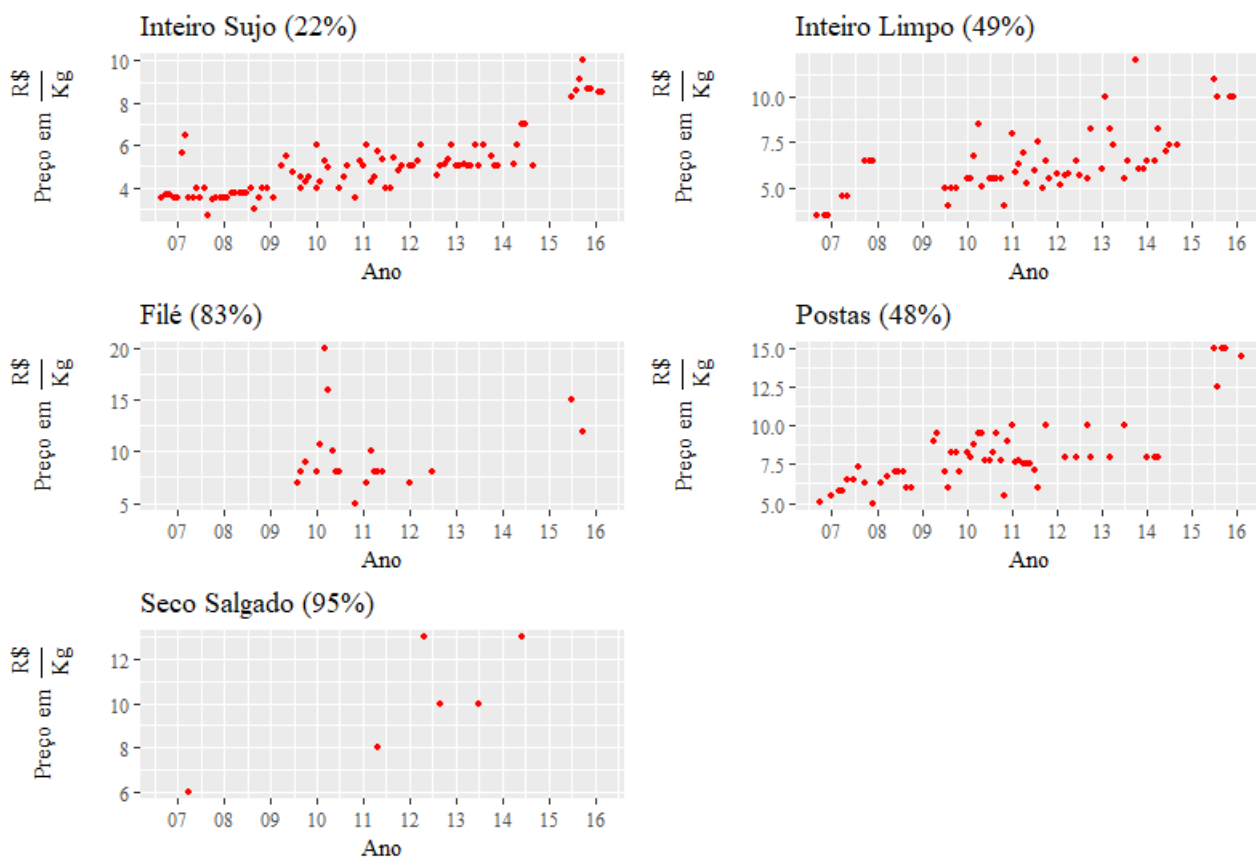 Inteiro Sujo (22%)
Preço em R$
Kg
10
8
6
4
07 08 09 10 11 12 13 14 15 16
Ano
Inteiro Limpo (49%)
Preço em R$
Kg
10.0
7.5
5.0
07 08 09 10 11 12 13 14 15 16
Ano
Filé (83%)
Preço em R$
Kg
20
15
10
5
07 08 09 10 11 12 13 14 15 16
Ano
Postas (48%)
Preço em R$
Kg
15.0
12.5
10.0
7.5
5.0
07 08 09 10 11 12 13 14 15 16
Ano
Seco Salgado (95%)
Preço em R$
Kg
12
10
8
6
07 08 09 10 11 12 13 14 15 16
Ano